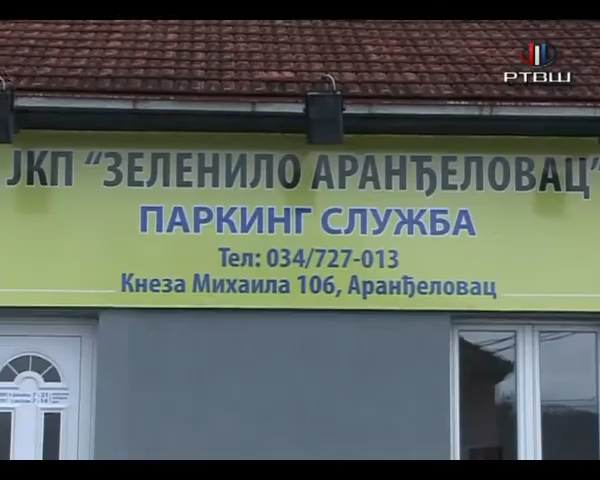 РТВШ
ЈКП "ЗЕЛЕНИЛО АРАНЂЕЛОВАЦ"
ПАРКИНГ СЛУЖБА
Тел: 034/727-013
Кнеза Михаила 106, Аранђеловац